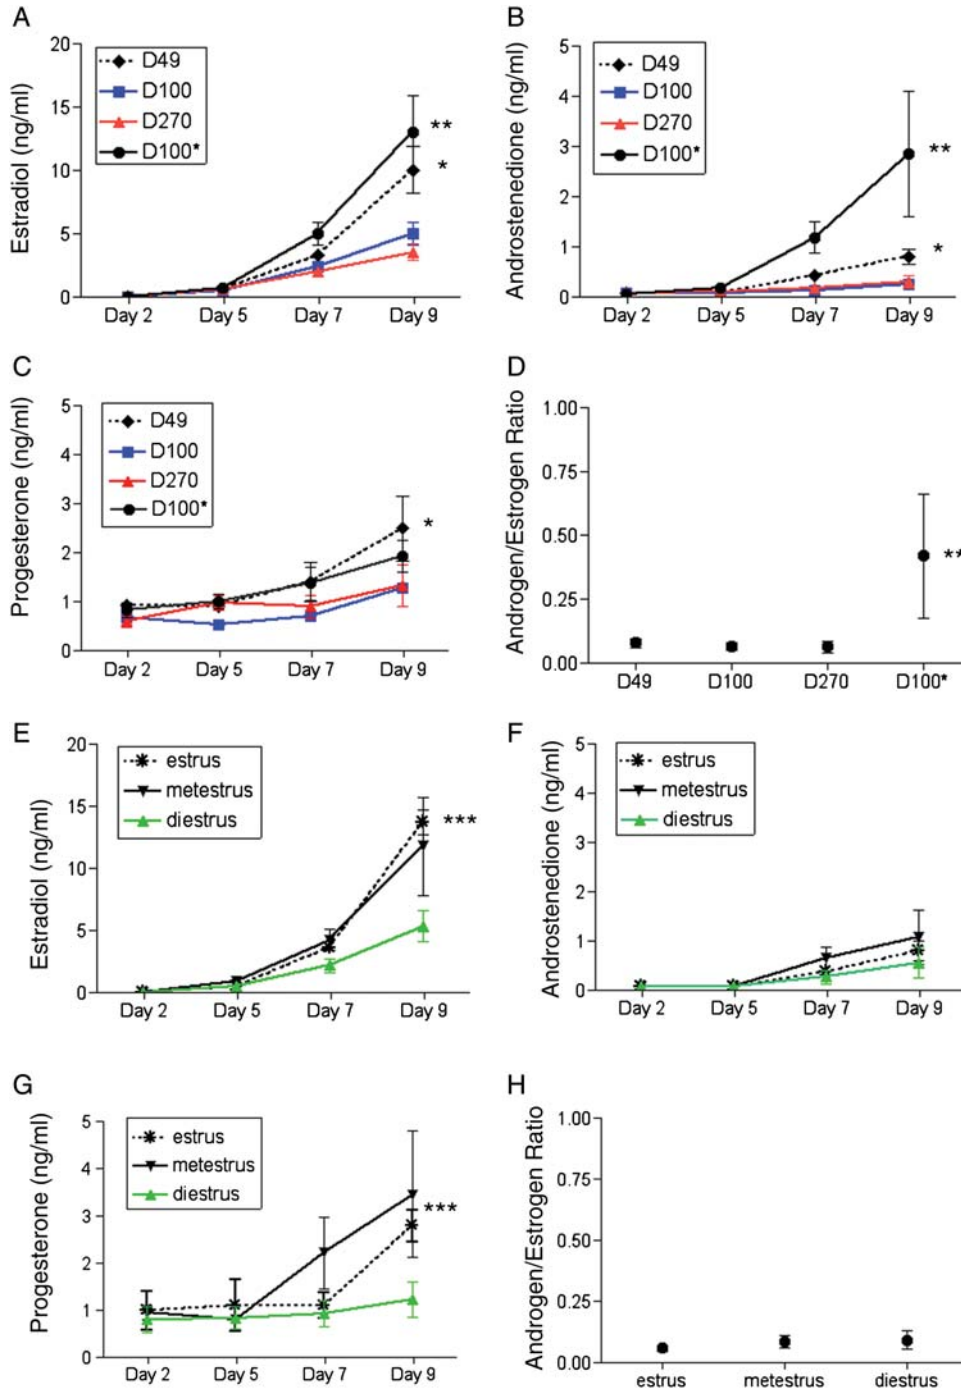 A
Estradiol (ng/ml)
20
15
10
5
0
D49
D100
D270
D100*
**
*
Day 2 Day 5 Day 7 Day 9
B
Androstenedione (ng/ml)
5
4
3
2
1
0
D49
D100
D270
D100*
**
*
Day 2 Day 5 Day 7 Day 9
C
Progesterone (ng/ml)
5
4
3
2
1
0
D49
D100
D270
D100*
*
Day 2 Day 5 Day 7 Day 9
D
Androgen/Estrogen Ratio
1.00
0.75
0.50
0.25
0.00
**
D49 D100 D270 D100*
E
Estradiol (ng/ml)
20
15
10
5
0
estrus
metestrus
diestrus
***
Day 2 Day 5 Day 7 Day 9
F
Androstenedione (ng/ml)
5
4
3
2
1
0
estrus
metestrus
diestrus
Day 2 Day 5 Day 7 Day 9
G
Progesterone (ng/ml)
5
4
3
2
1
0
estrus
metestrus
diestrus
***
Day 2 Day 5 Day 7 Day 9
H
Androgen/Estrogen Ratio
1.00
0.75
0.50
0.25
0.00
estrus metestrus diestrus